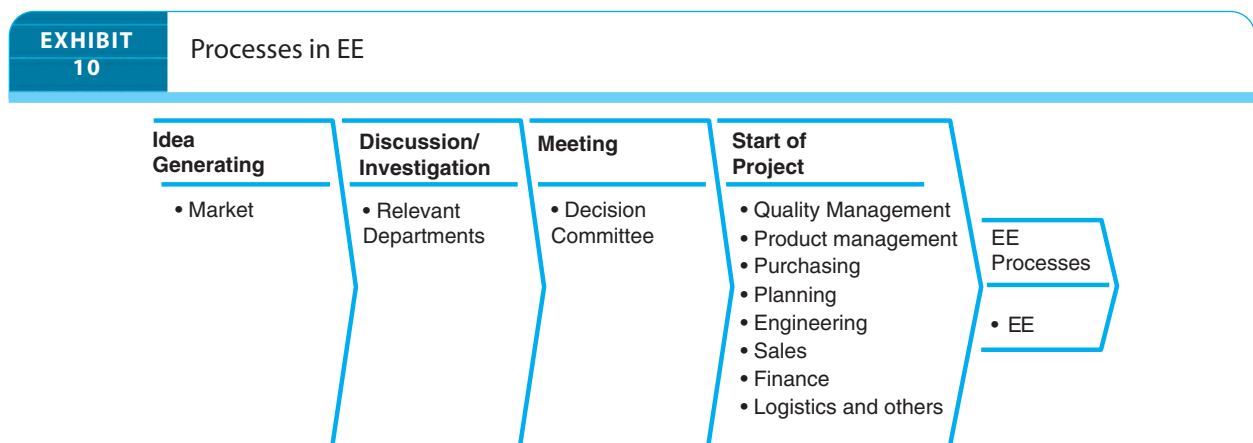 EXHIBIT
10
Processes in EE
Idea
Generating
• Market
Discussion/
Investigation
• Relevant
Departments
Meeting
• Decision
Committee
Start of
Project
• Quality Management
• Product management
• Purchasing
• Planning
• Engineering
• Sales
• Finance
• Logistics and others
EE
Processes
• EE